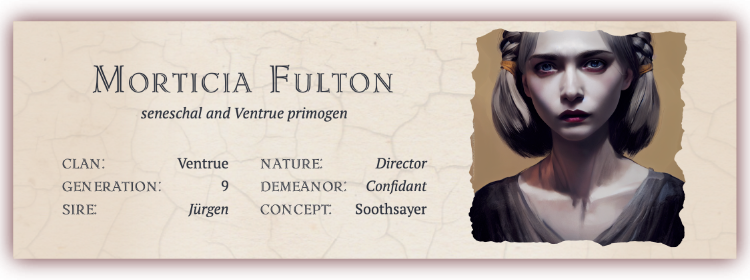 Morticia Fulton
seneschal and Ventrue primogen
CLAN: Ventrue NATURE: Director
GENERATION: 9 DEMEANOR: Confidant
SIRE: Jürgen CONCEPT: Soothsayer